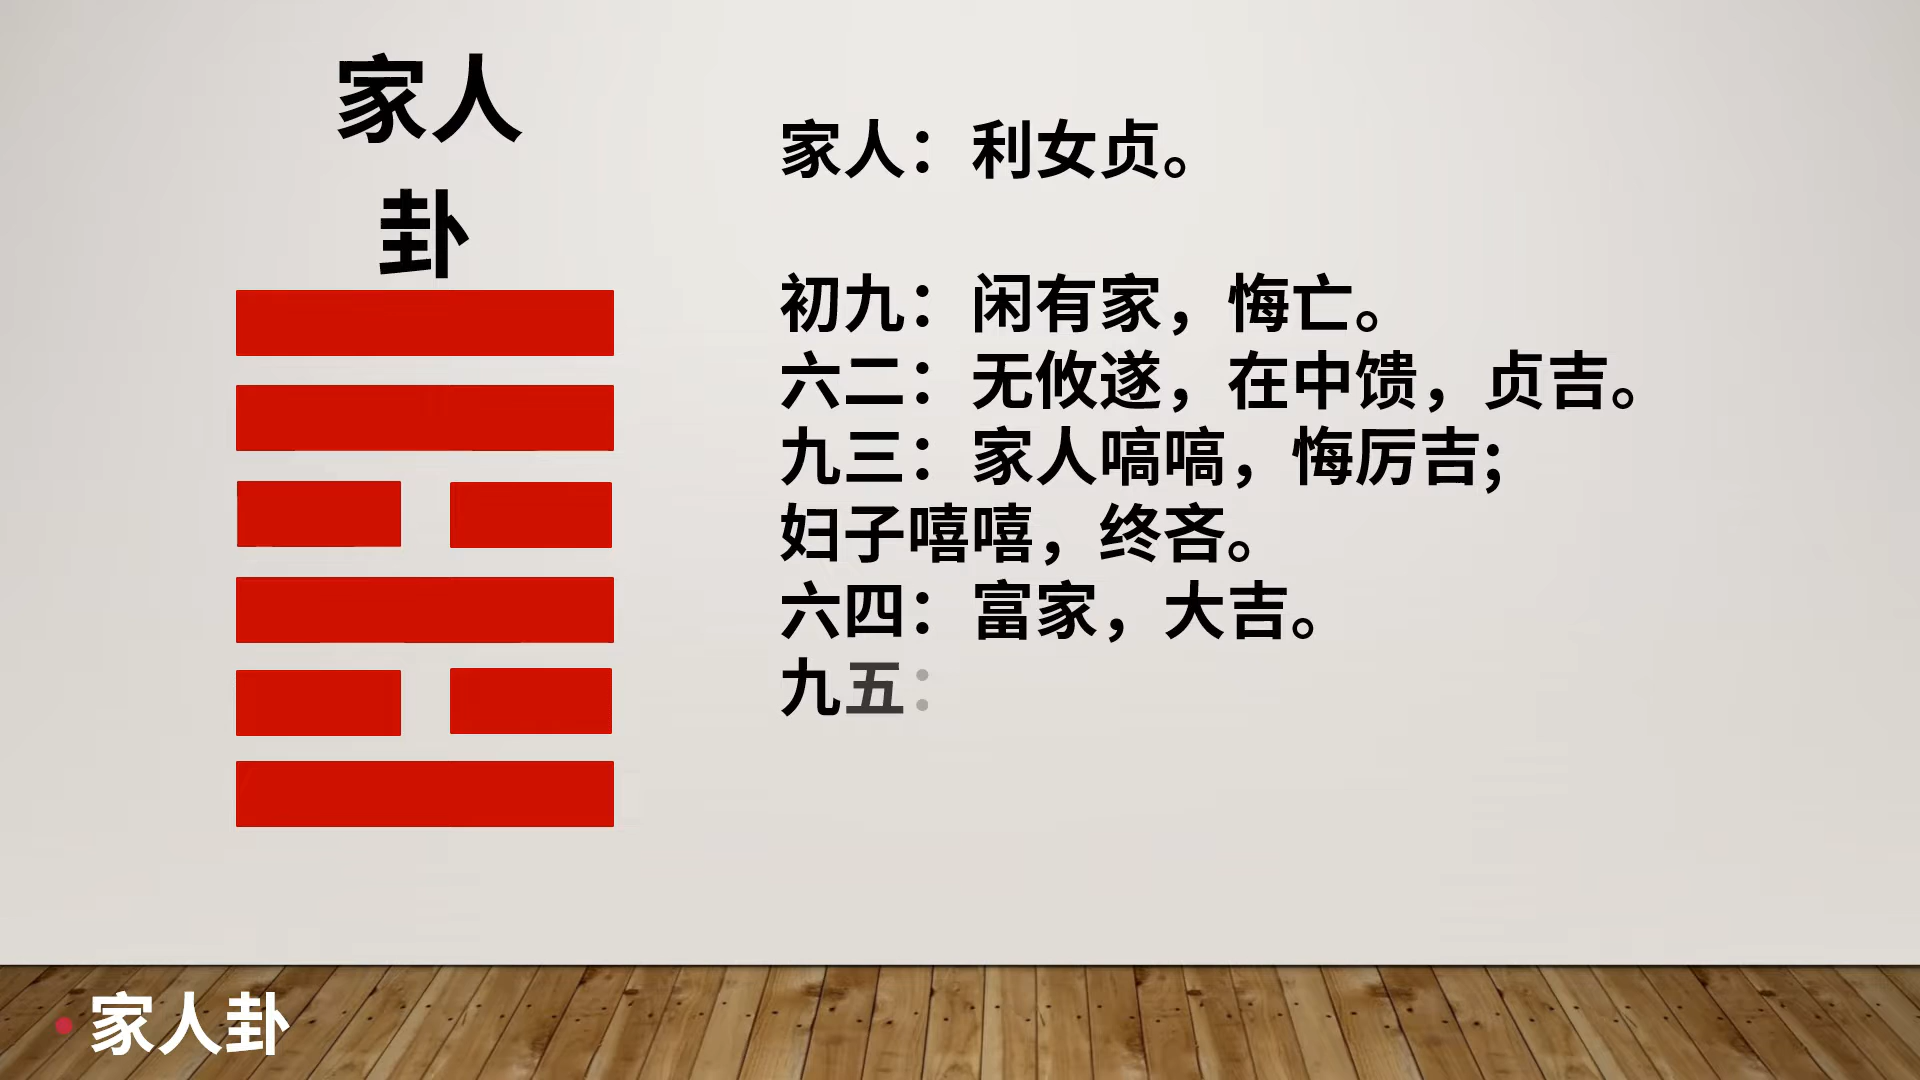 家人
卦
家人：利女贞。
初九：闲有家，悔亡。
六二：无攸遂，在中馈，贞吉。
九三：家人嗃嗃，悔厉吉;
妇子嘻嘻，终吝。
六四：富家，大吉。
九五：
家人卦